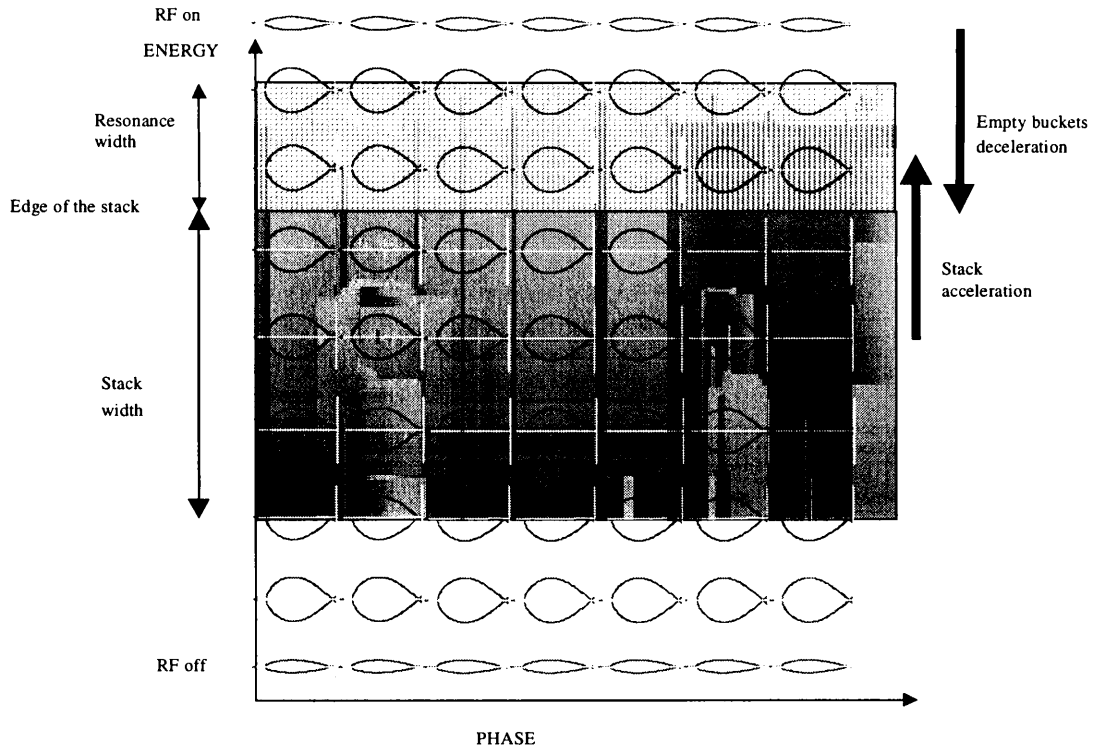 RF on
ENERGY
Resonance
width
Empty buckets
deceleration
Edge of the stack
Stack
acceleration
Stack
width
RF off
PHASE